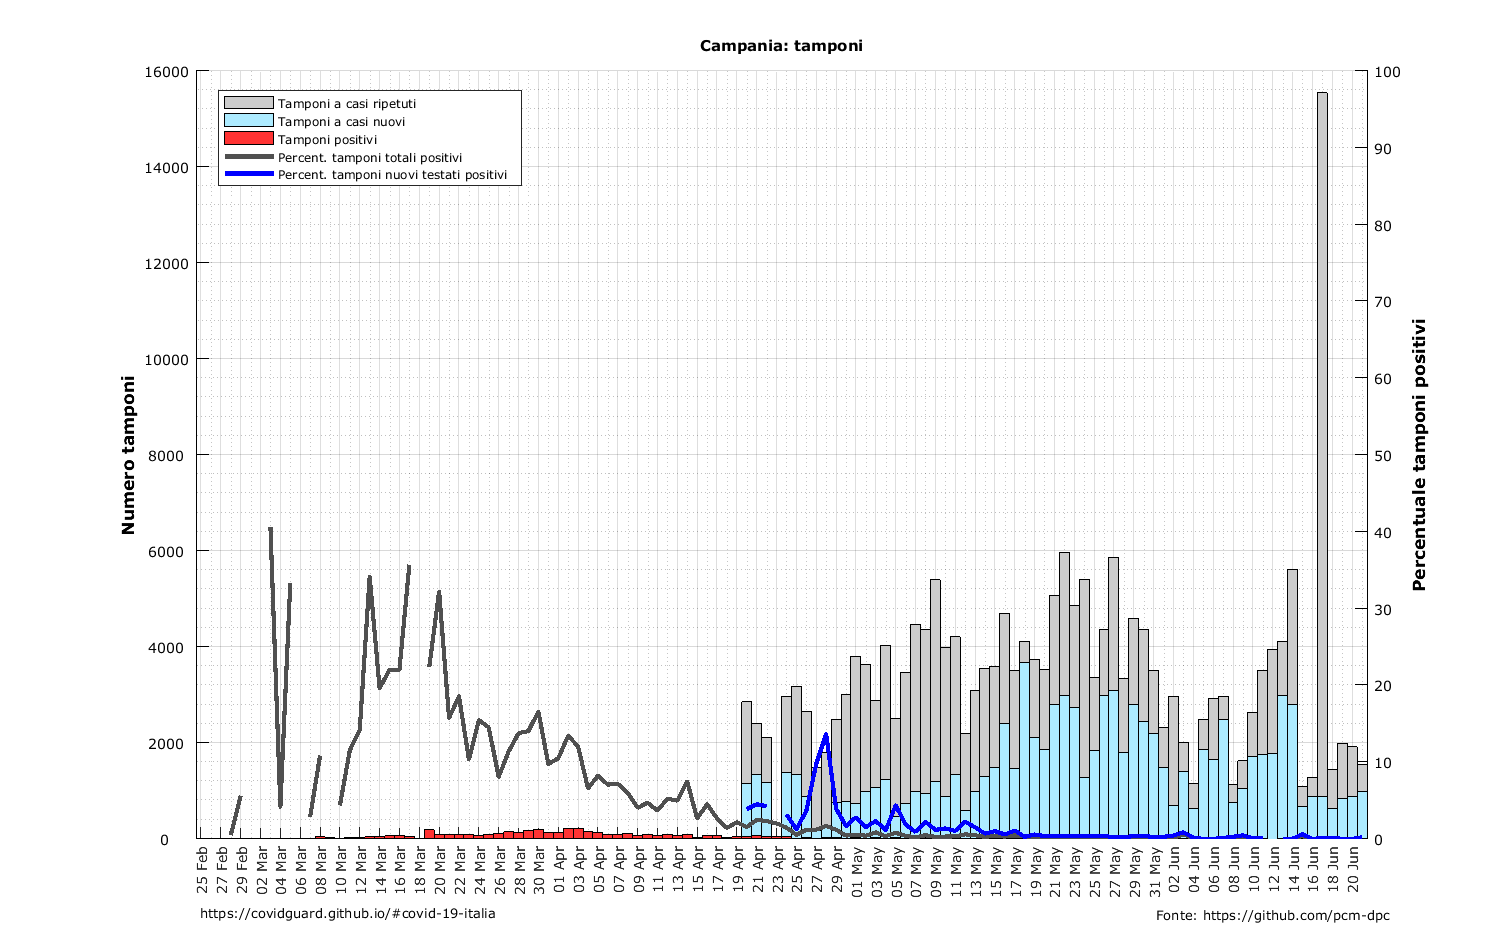 Campania: tamponi
Numero tamponi
16000
14000
12000
10000
8000
6000
4000
2000
0
Tamponi a casi ripetuti
Tamponi a casi nuovi
Tamponi positivi
Percent. tamponi totali positivi
Percent. tamponi nuovi testati positivi
100
90
80
70
60
50
40
30
20
10
0
Percentuale tamponi positivi
25 Feb
27 Feb
29 Feb
02 Mar
04 Mar
06 Mar
08 Mar
10 Mar
12 Mar
14 Mar
16 Mar
18 Mar
20 Mar
22 Mar
24 Mar
26 Mar
28 Mar
30 Mar
01 Apr
03 Apr
05 Apr
07 Apr
09 Apr
11 Apr
13 Apr
15 Apr
17 Apr
19 Apr
21 Apr
23 Apr
25 Apr
27 Apr
29 Apr
01 May
03 May
05 May
07 May
09 May
11 May
13 May
15 May
17 May
19 May
21 May
23 May
25 May
27 May
29 May
31 May
02 Jun
04 Jun
06 Jun
08 Jun
10 Jun
12 Jun
14 Jun
16 Jun
18 Jun
20 Jun
https://covidguard.github.io/#covid-19-italia
Fonte: https://github.com/pcm-dpc